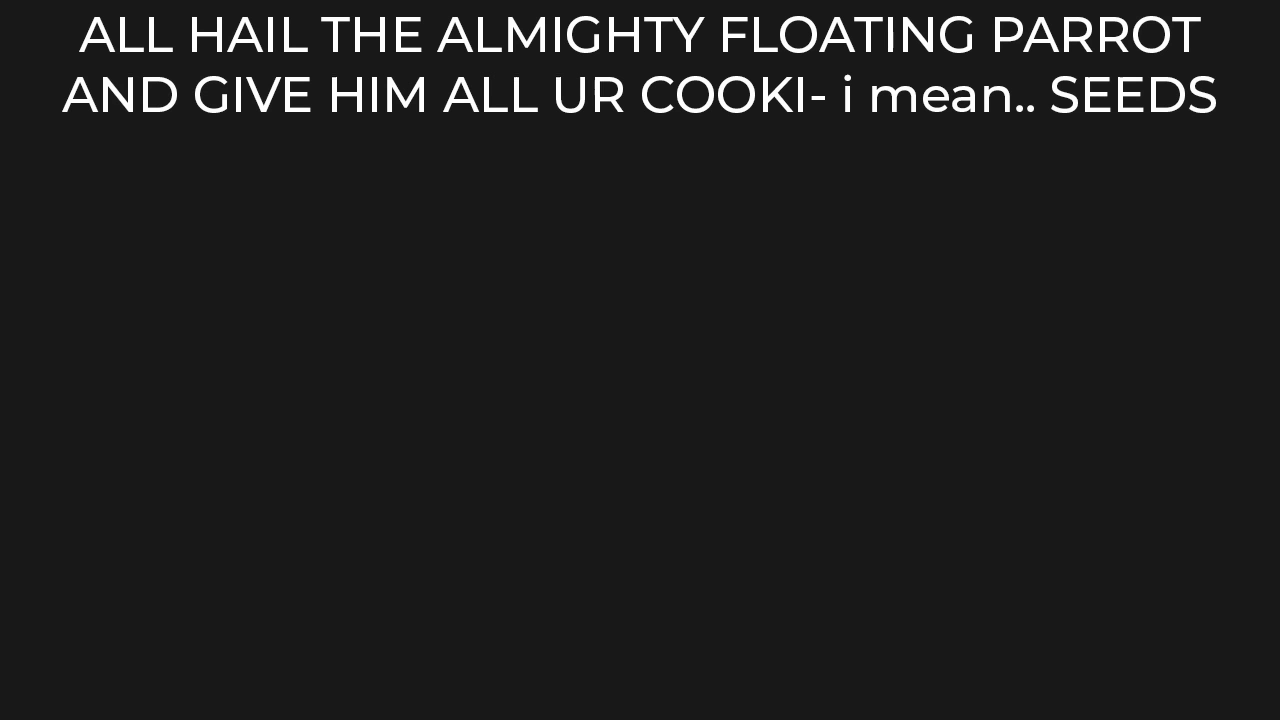 ALL HAIL THE ALMIGHTY FLOATING PARROT
AND GIVE HIM ALL UR COOKI- i mean.. SEEDS